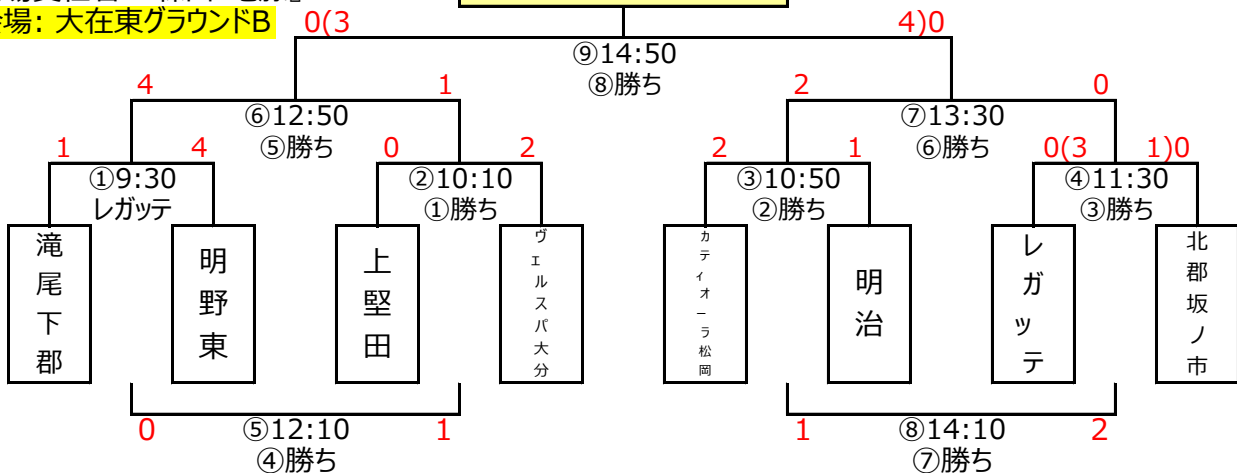 会場: 大在東グラウンドB
0(3 4)0
⑨14:50
⑧勝ち
4 1 2 0
⑥12:50 ⑦13:30
⑤勝ち ⑥勝ち
1 4 0 2 2 1 0(3 1)0
①9:30 ②10:10 ③10:50 ④11:30
レガッテ ①勝ち ②勝ち ③勝ち
滝尾下郡
明野東
上堅田
ヴェルスパ大分
カティオーラ松岡
明治
レガッテ
北郡坂ノ市
0 ⑤12:10 1 1 ⑧14:10 2
④勝ち ⑦勝ち